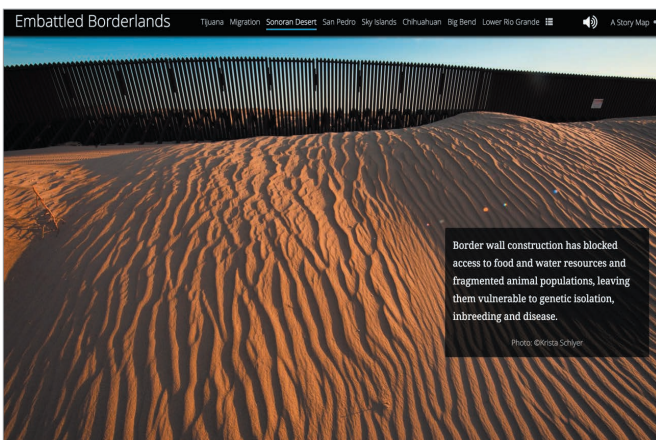 Embattled Borderlands
Tijuana Migration Sonoran Desert San Pedro Sky Islands Chihuahuan Big Bend Lower Rio Grande
A Story Map
Border wall construction has blocked
access to food and water resources and
fragmented animal populations, leaving
them vulnerable to genetic isolation,
inbreeding and disease.
Photo: ©Krista Schlyer